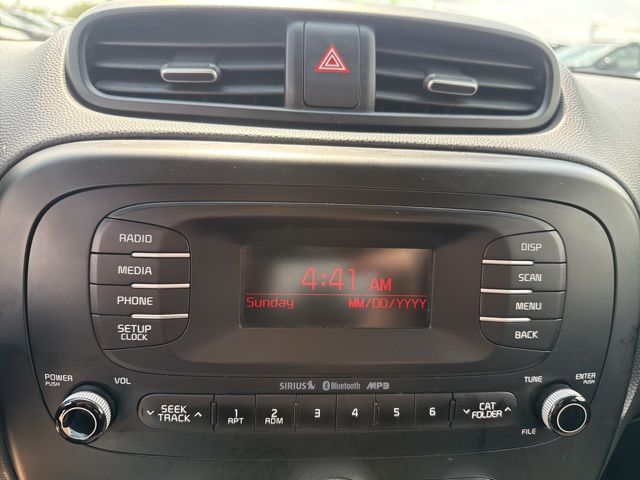 RADIO
MEDIA
PHONE
SETUP
CLOCK
4:41 AM
Sunday MM/DD/YYYY
DISP
SCAN
MENU
BACK
SIRIUS Bluetooth MP3
POWER
PUSH
VOL
SEEK
TRACK
1
RPT
2
RDM
3
4
5
6
CAT
FOLDER
TUNE
ENTER
PUSH
FILE